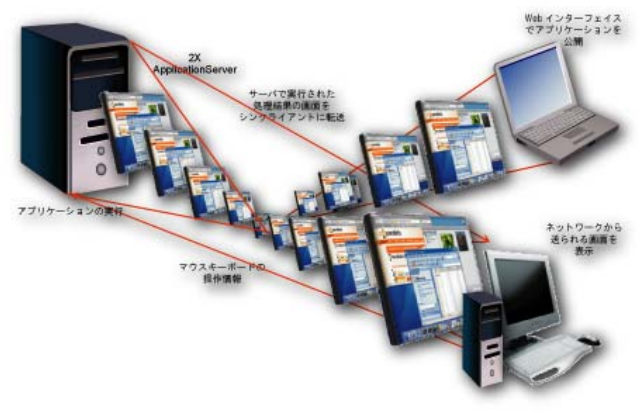 Web インターフェイス
でアプリケーションを
公開
2X
ApplicationServer
サーバで実行された
処理結果の画面を
シンクライアントに転送
アプリケーションの実行
ネットワークから
送られる画面を
表示
マウスキーボードの
操作情報